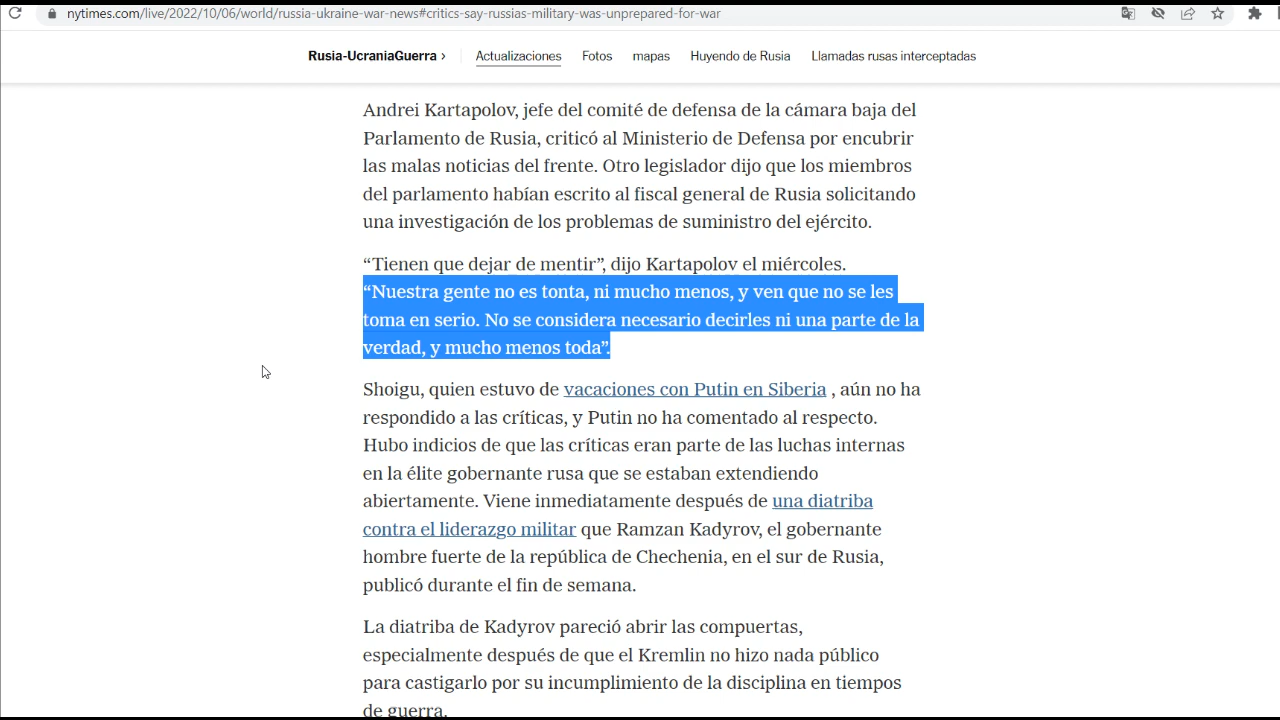 nytimes.com/live/2022/10/06/world/russia-ukraine-war-news#critics-say-russias-military-was-unprepared-for-war
Rusia-UcraniaGuerra › Actualizaciones Fotos mapas Huyendo de Rusia Llamadas rusas interceptadas
Andrei Kartapolov, jefe del comité de defensa de la cámara baja del
Parlamento de Rusia, criticó al Ministerio de Defensa por encubrir
las malas noticias del frente. Otro legislador dijo que los miembros
del parlamento habían escrito al fiscal general de Rusia solicitando
una investigación de los problemas de suministro del ejército.
“Tienen que dejar de mentir”, dijo Kartapolov el miércoles.
“Nuestra gente no es tonta, ni mucho menos, y ven que no se les
toma en serio. No se considera necesario decirles ni una parte de la
verdad, y mucho menos toda”.
Shoigu, quien estuvo de vacaciones con Putin en Siberia , aún no ha
respondido a las críticas, y Putin no ha comentado al respecto.
Hubo indicios de que las críticas eran parte de las luchas internas
en la élite gobernante rusa que se estaban extendiendo
abiertamente. Viene inmediatamente después de una diatriba
contra el liderazgo militar que Ramzan Kadyrov, el gobernante
hombre fuerte de la república de Chechenia, en el sur de Rusia,
publicó durante el fin de semana.
La diatriba de Kadyrov pareció abrir las compuertas,
especialmente después de que el Kremlin no hizo nada público
para castigarlo por su incumplimiento de la disciplina en tiempos
de guerra.